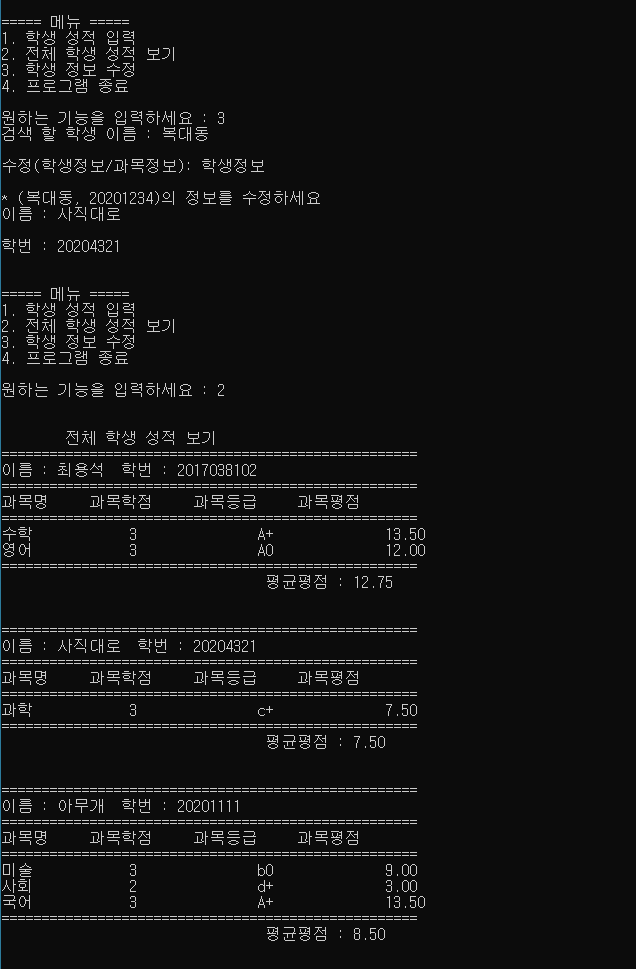 ===== 메뉴 =====
1. 학생 성적 입력
2. 전체 학생 성적 보기
3. 학생 정보 수정
4. 프로그램 종료
원하는 기능을 입력하세요 : 3
검색 할 학생 이름 : 복대동
수정(학생정보/과목정보): 학생정보
* (복대동, 20201234)의 정보를 수정하세요
이름 : 사직대로
학번 : 20204321
===== 메뉴 =====
1. 학생 성적 입력
2. 전체 학생 성적 보기
3. 학생 정보 수정
4. 프로그램 종료
원하는 기능을 입력하세요 : 2
전체 학생 성적 보기
====================================================
이름 : 최용석  학번 : 2017038102
====================================================
과목명     과목학점     과목등급     과목평점
====================================================
수학            3               A+              13.50
영어            3               A0              12.00
====================================================
평균평점 : 12.75
====================================================
이름 : 사직대로  학번 : 20204321
====================================================
과목명     과목학점     과목등급     과목평점
====================================================
과학            3               c+              7.50
====================================================
평균평점 : 7.50
====================================================
이름 : 아무개  학번 : 20201111
====================================================
과목명     과목학점     과목등급     과목평점
====================================================
미술            3               b0              9.00
사회            2               d+              3.00
국어            3               A+              13.50
====================================================
평균평점 : 8.50